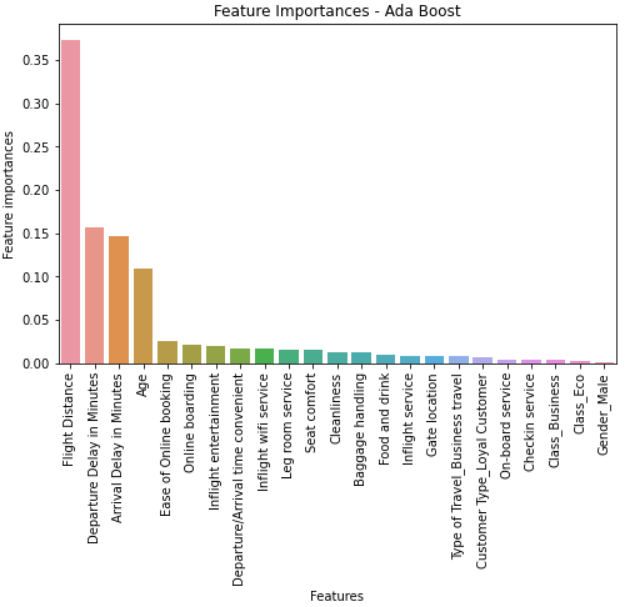 Feature Importances - Ada Boost
Feature importances
0.35
0.30
0.25
0.20
0.15
0.10
0.05
0.00
Flight Distance
Departure Delay in Minutes
Arrival Delay in Minutes
Age
Ease of Online booking
Online boarding
Inflight entertainment
Departure/Arrival time convenient
Inflight wifi service
Leg room service
Seat comfort
Cleanliness
Baggage handling
Food and drink
Inflight service
Gate location
Type of Travel_Business travel
Customer Type_Loyal Customer
On-board service
Checkin service
Class_Business
Class_Eco
Gender_Male
Features